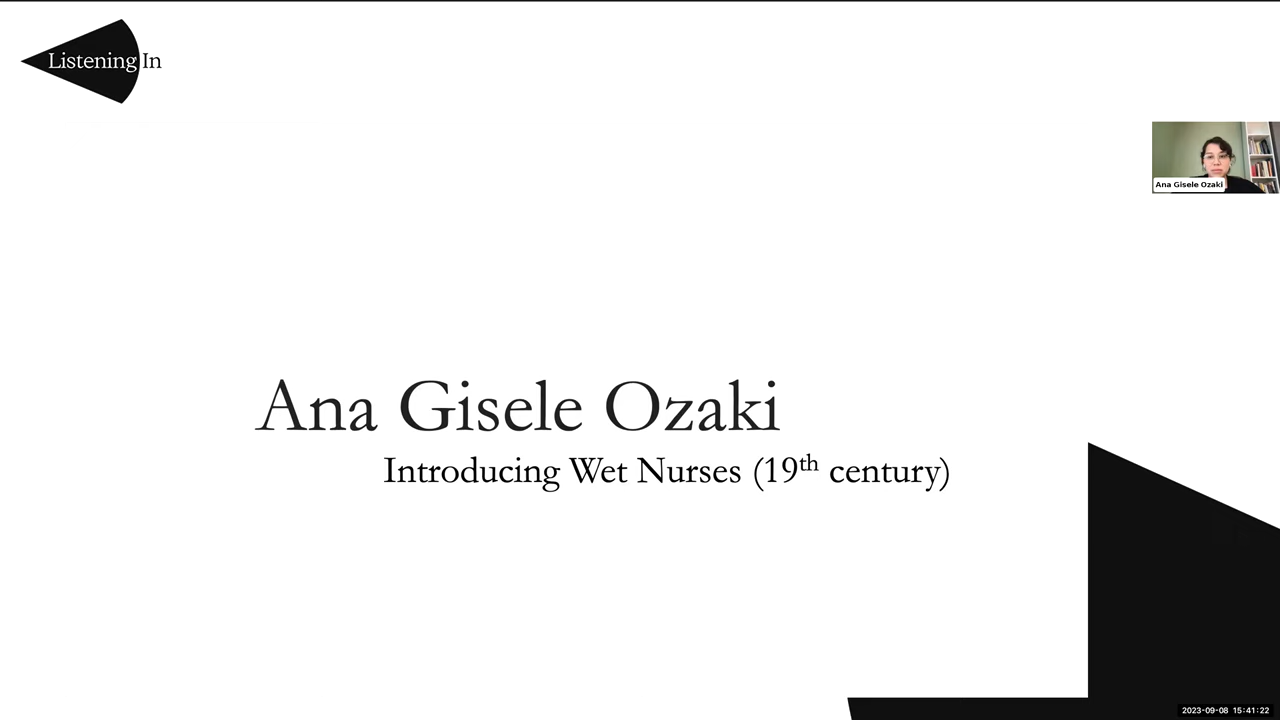 Listening In
Ana Gisele Ozaki
Ana Gisele Ozaki
Introducing Wet Nurses (19th century)
2023-09-08 15:41:22